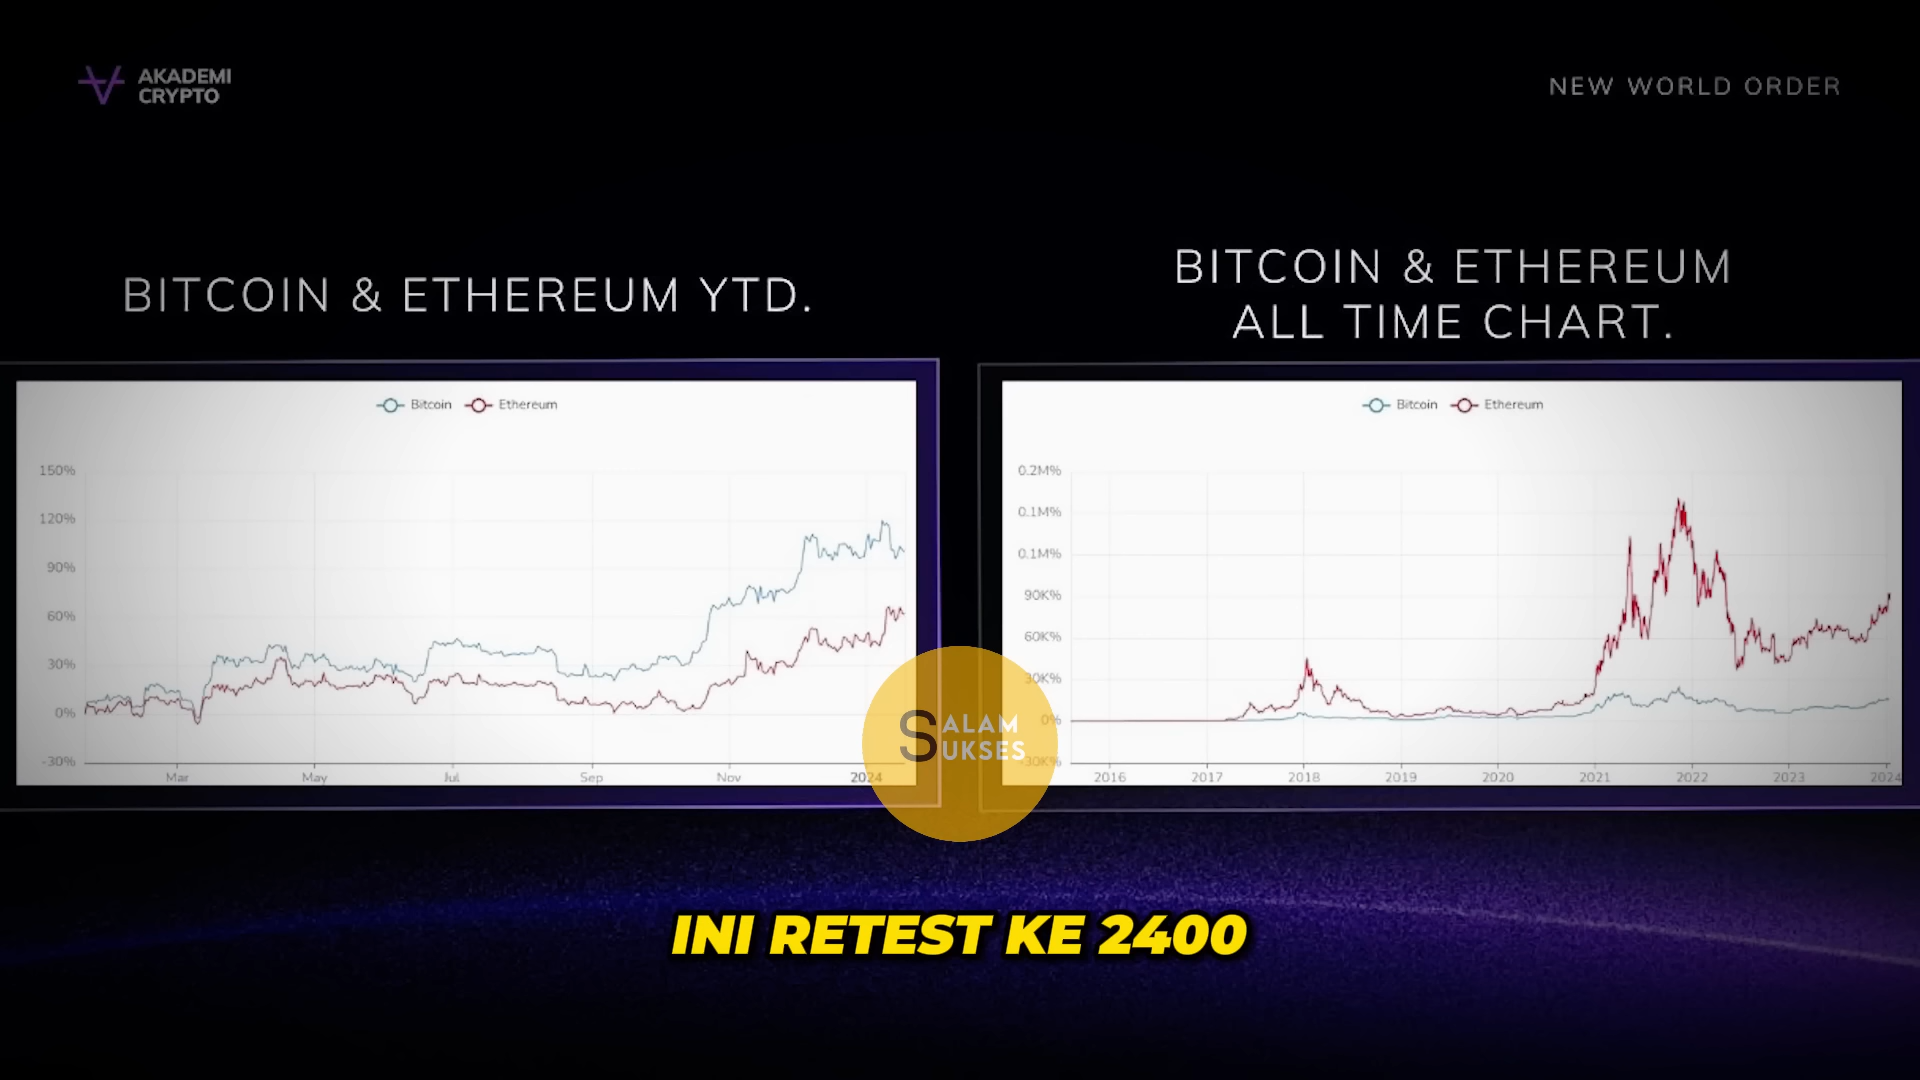 AKADEMI
CRYPTO
NEW WORLD ORDER
BITCOIN & ETHEREUM YTD.
BITCOIN & ETHEREUM
ALL TIME CHART.
Bitcoin Ethereum
150%
120%
90%
60%
30%
0%
-30%
Mar May Jul Sep Nov 2024
Bitcoin Ethereum
0.2M%
0.1M%
0.1M%
90K%
60K%
30K%
0%
-30K%
2016 2017 2018 2019 2020 2021 2022 2023 2024
SALAM
SUKSES
INI RETEST KE 2400